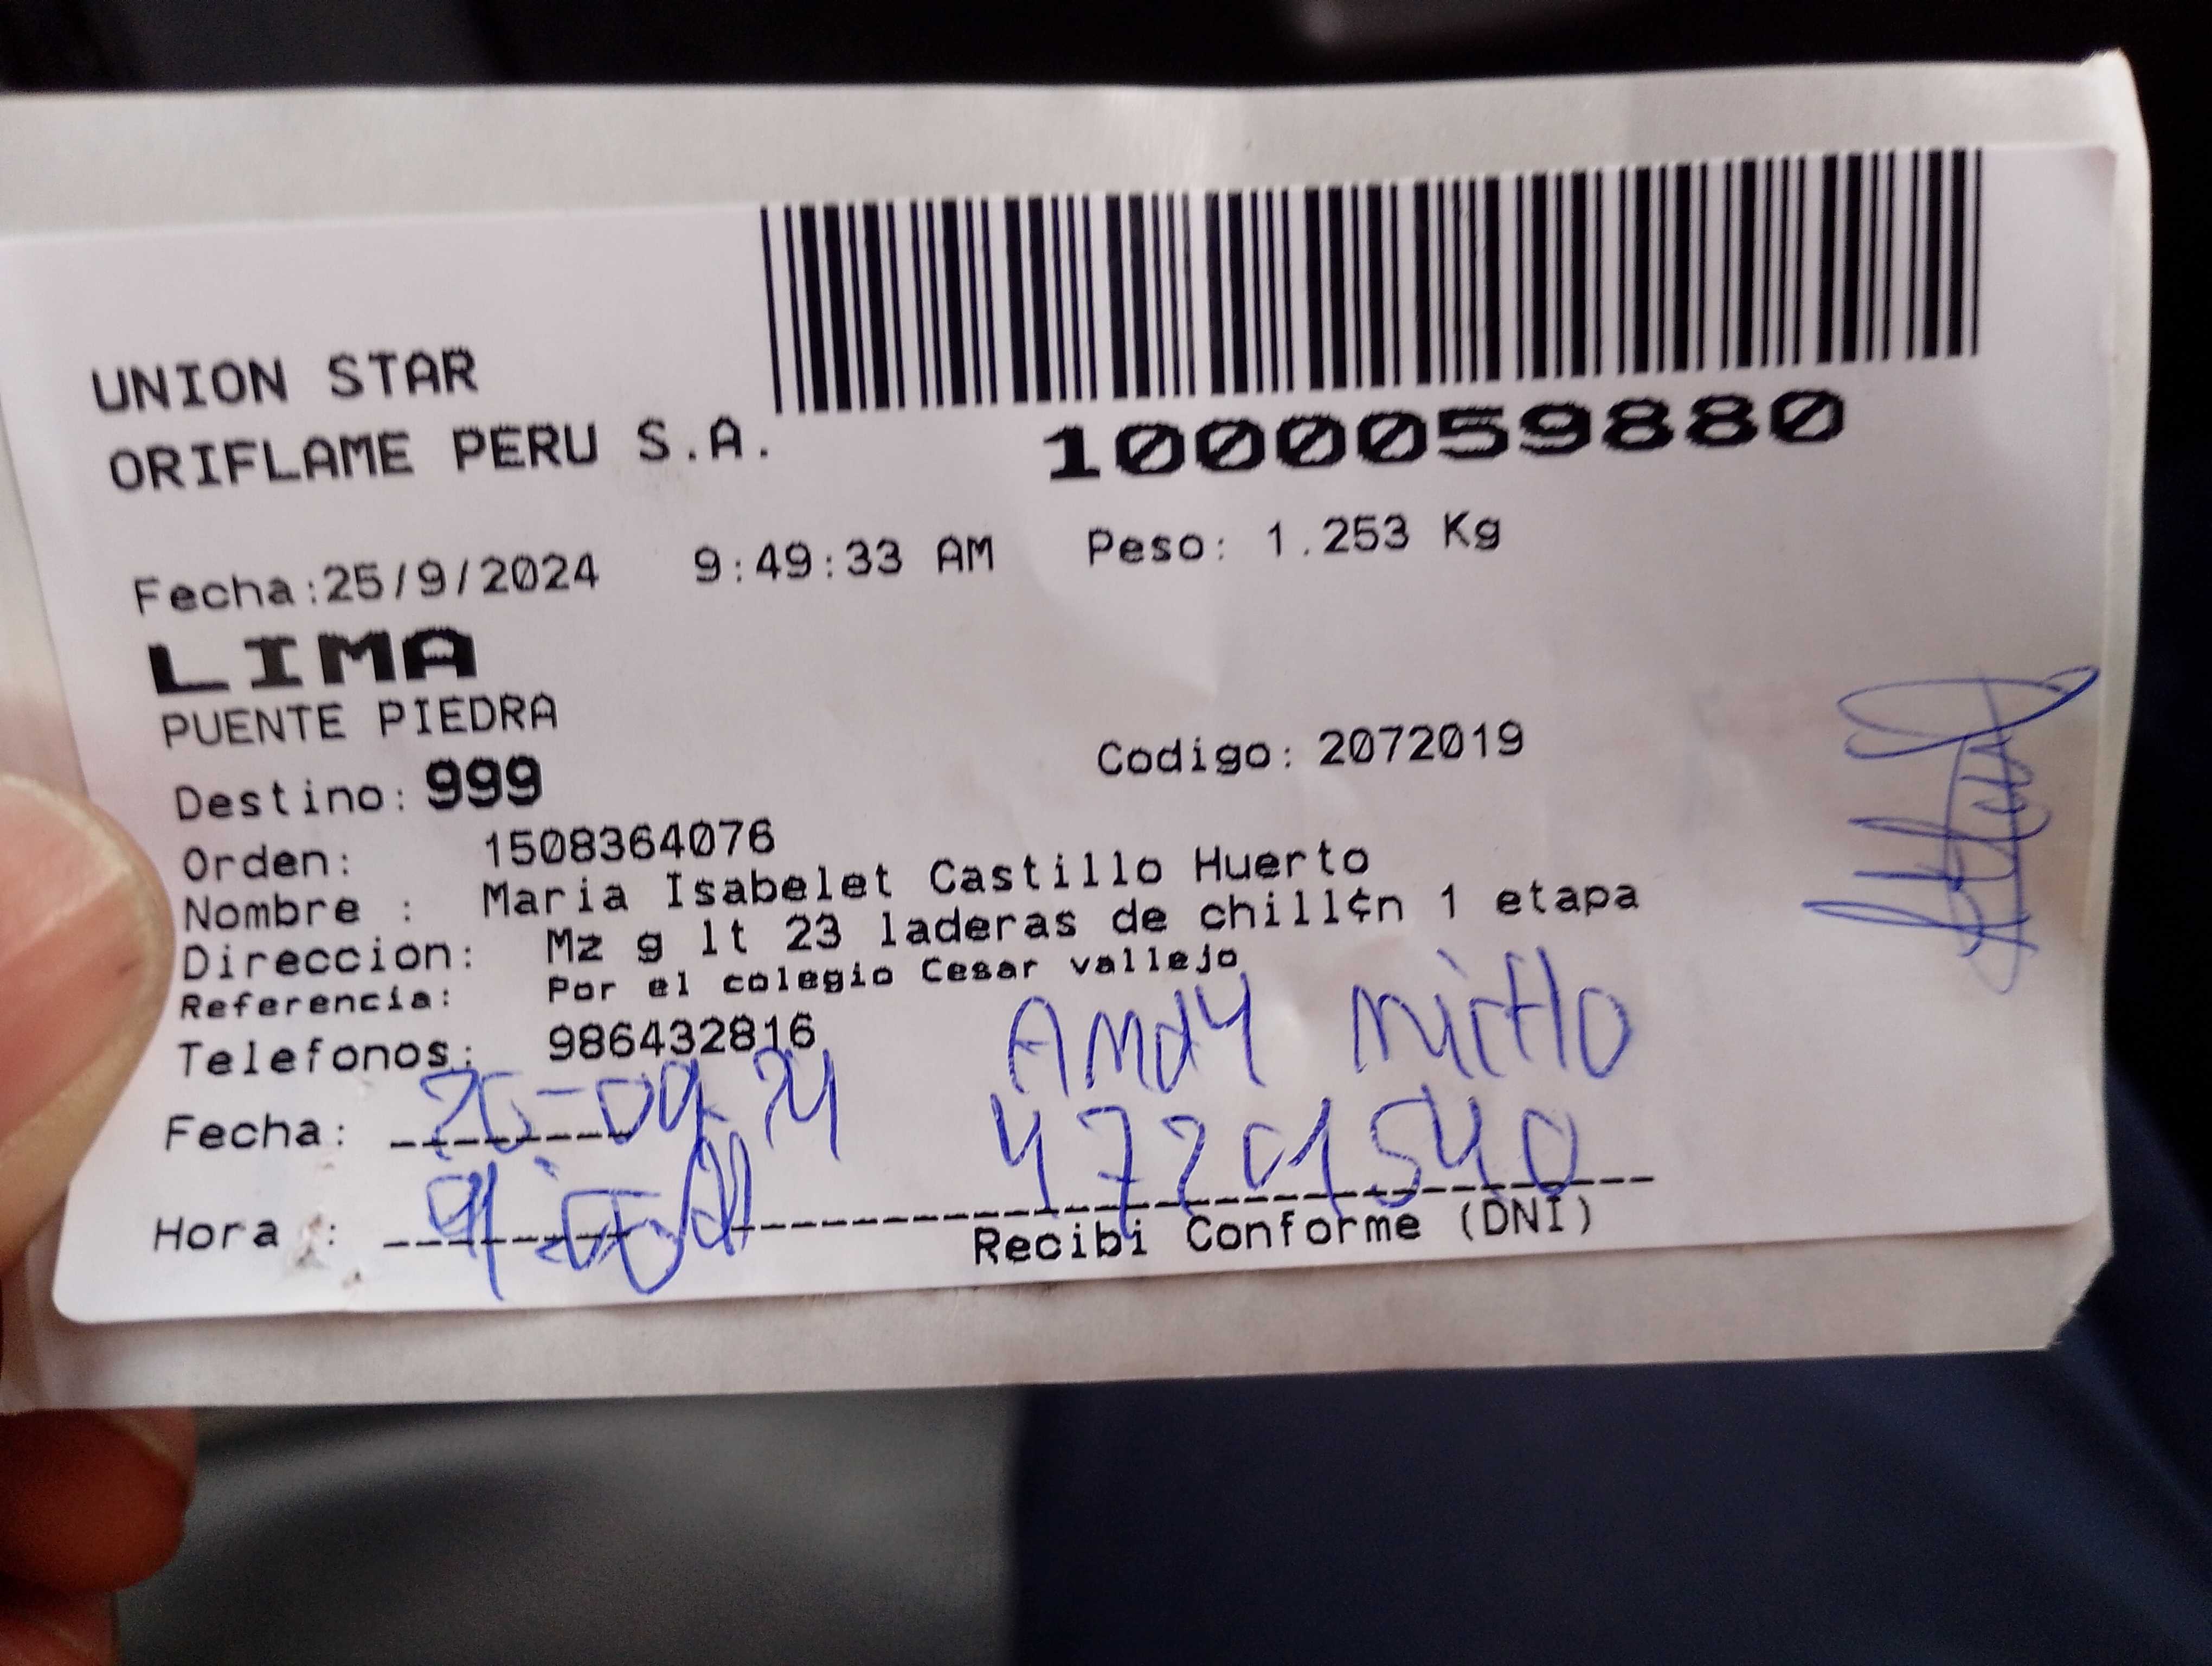 UNION STAR
ORIFLAME PERU S.A.
1000059880
Fecha:25/9/2024 9:49:33 AM Peso: 1.253 Kg
LIMA
PUENTE PIEDRA
Destino: 999 Codigo: 2072019
Orden: 1508364076
Nombre : Maria Isabelet Castillo Huerto
Direccion: Mz g lt 23 laderas de chill¢n 1 etapa
Referencia: Por el colegio Cesar vallejo
Telefonos: 986432816
Andy
Fecha: 47201540
Hora :
Recibi Conforme (DNI)